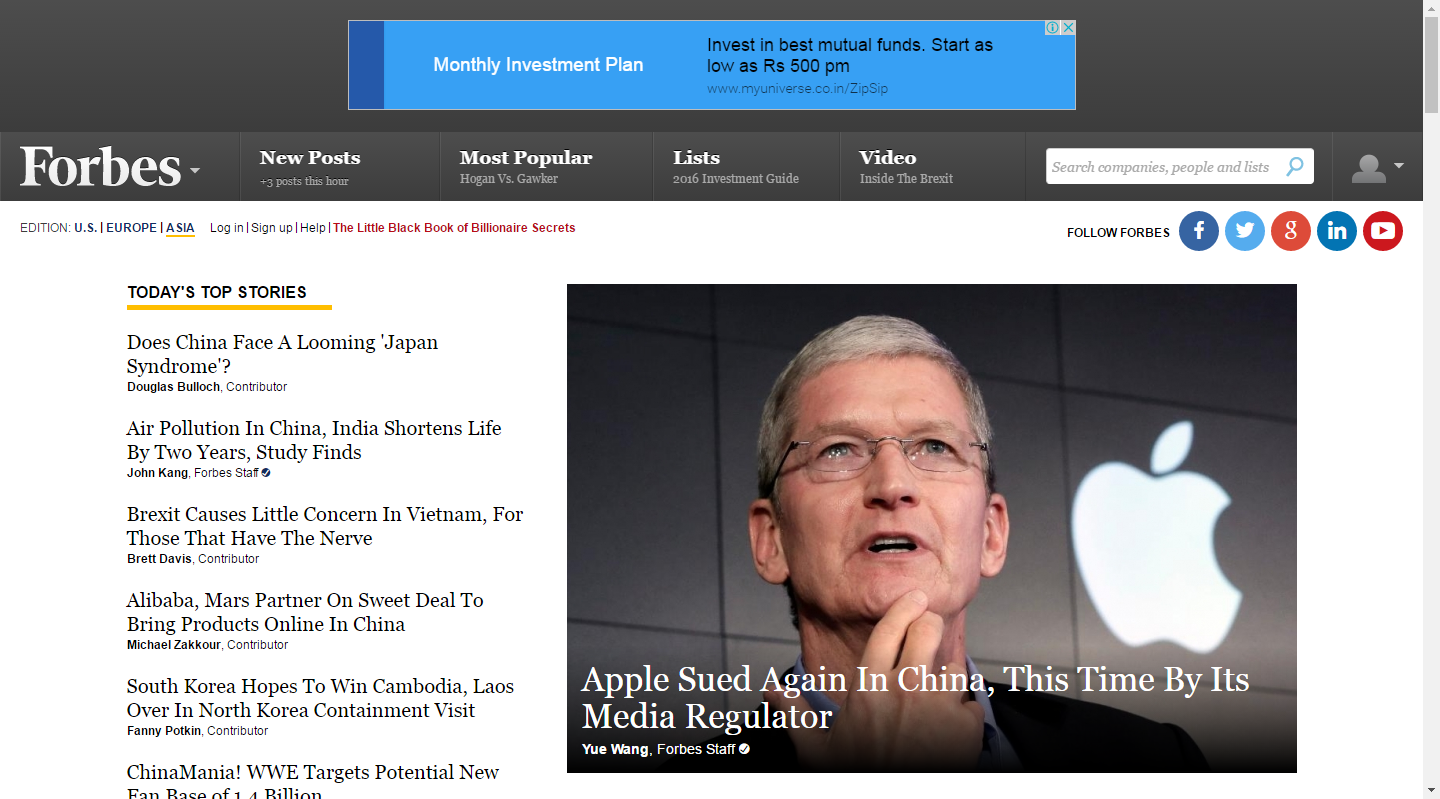 Monthly Investment Plan
Invest in best mutual funds. Start as
low as Rs 500 pm
www.myuniverse.co.in/ZipSip
Forbes
New Posts
+3 posts this hour
Most Popular
Hogan Vs. Gawker
Lists
2016 Investment Guide
Video
Inside The Brexit
Search companies, people and lists
EDITION: U.S. | EUROPE | ASIA Log in | Sign up | Help | The Little Black Book of Billionaire Secrets
FOLLOW FORBES
TODAY'S TOP STORIES
Does China Face A Looming 'Japan
Syndrome'?
Douglas Bulloch, Contributor
Air Pollution In China, India Shortens Life
By Two Years, Study Finds
John Kang, Forbes Staff
Brexit Causes Little Concern In Vietnam, For
Those That Have The Nerve
Brett Davis, Contributor
Alibaba, Mars Partner On Sweet Deal To
Bring Products Online In China
Michael Zakkour, Contributor
South Korea Hopes To Win Cambodia, Laos
Over In North Korea Containment Visit
Fanny Potkin, Contributor
ChinaMania! WWE Targets Potential New
Fan Base of 1.4 Billion
Apple Sued Again In China, This Time By Its
Media Regulator
Yue Wang, Forbes Staff